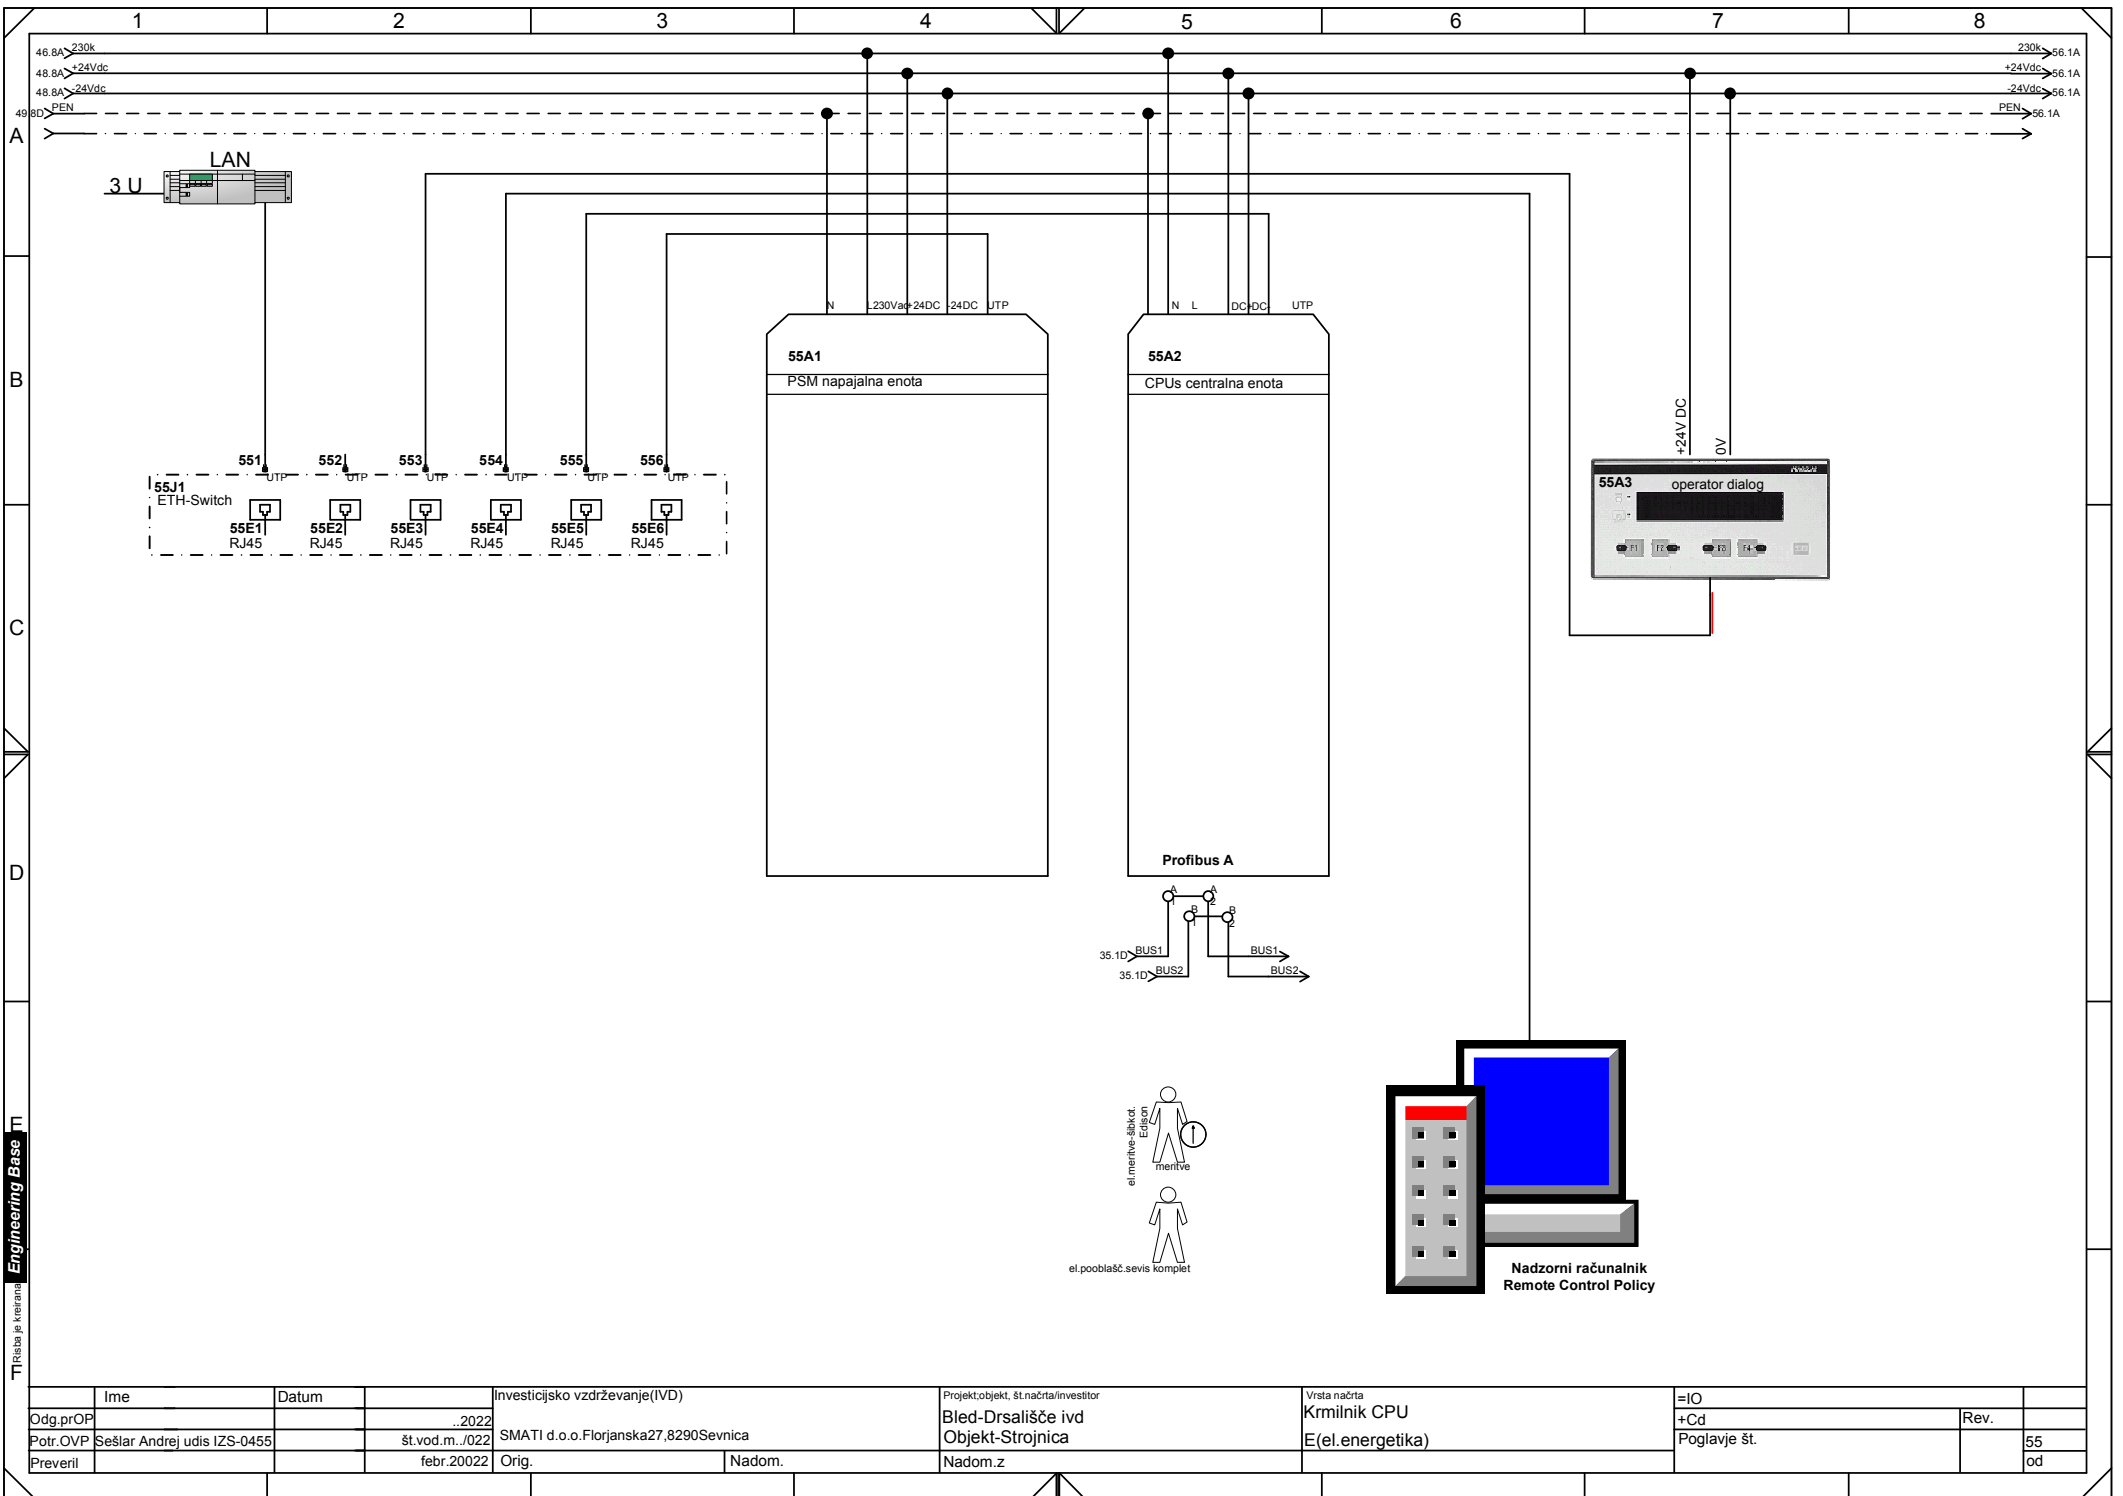 1 2 3 4 5 6 7 8
46.8A 230k 230k 56.1A
48.8A +24Vdc +24Vdc 56.1A
48.8A -24Vdc -24Vdc 56.1A
49.8D PEN PEN 56.1A
A
LAN
3 U
N L230Vac +24DC -24DC UTP
N L DC+ DC- UTP
55A1
PSM napajalna enota
55A2
CPUs centralna enota
B
+24V DC
0V
551 552 553 554 555 556
UTP UTP UTP UTP UTP UTP
55J1
ETH-Switch
55E1 55E2 55E3 55E4 55E5 55E6
RJ45 RJ45 RJ45 RJ45 RJ45 RJ45
55A3
operator dialog
F1 F2 F3 F4
C
D
Profibus A
A A
1 2
B B
1 2
35.1D BUS1 BUS1
35.1D BUS2 BUS2
E
el.meritve-šibkot.
Edison
meritve
el.pooblašč.sevis komplet
Nadzorni računalnik
Remote Control Policy
Engineering Base
Risba je kreirana
F
Ime Datum Investicijsko vzdrževanje(IVD) Projekt;objekt, št.načrta/investitor Vrsta načrta =IO
Odg.prOP ..2022 Bled-Drsališče ivd Krmilnik CPU +Cd Rev.
Potr.OVP Sešlar Andrej udis IZS-0455 št.vod.m../022 SMATI d.o.o.Florjanska27,8290Sevnica Objekt-Strojnica E(el.energetika) Poglavje št. 55
Preveril febr.20022 Orig. Nadom. Nadom.z od